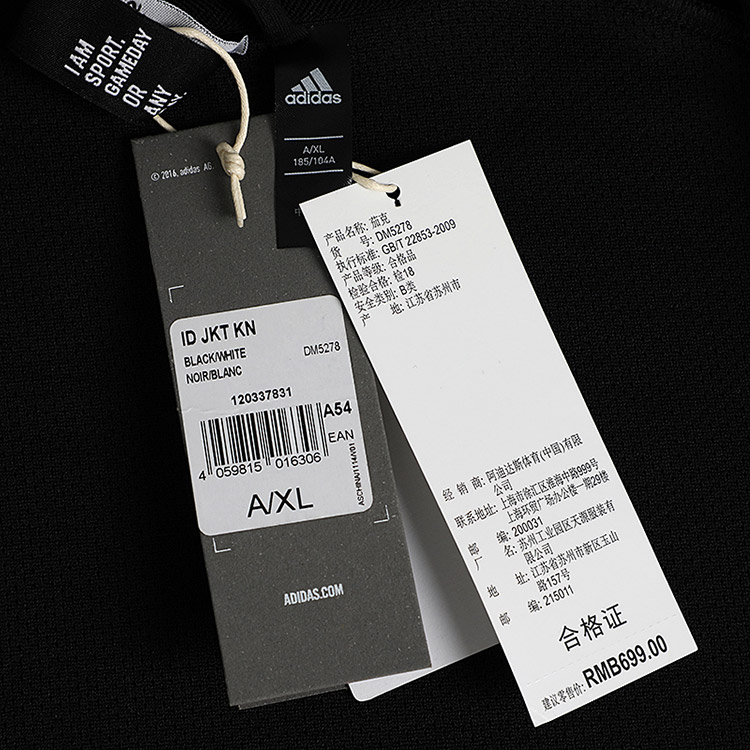 I AM
SPORT,
GAMEDAY
OR
ANY
adidas
A/XL
185/104A
© 2016, adidas AG.
ID JKT KN
BLACK/WHITE
DM5278
NOIR/BLANC
120337831
A54
EAN
4 059815 016306
A/XL
ASCHINA/1114/V01
ADIDAS.COM
产品名称: 茄克
货 号: DM5278
执行标准: GB/T 22853-2009
产品等级: 合格品
检验合格: 检18
安全类别: B类
产 地: 江苏省苏州市
经 销 商: 阿迪达斯体育(中国)有限
公司
联系地址: 上海市徐汇区淮海中路999号
上海环贸广场办公楼一期29楼
邮 编: 200031
厂 名: 苏州工业园区天源服装有
限公司
地 址: 江苏省苏州市新区玉山
路157号
邮 编: 215011
合格证
建议零售价: RMB699.00